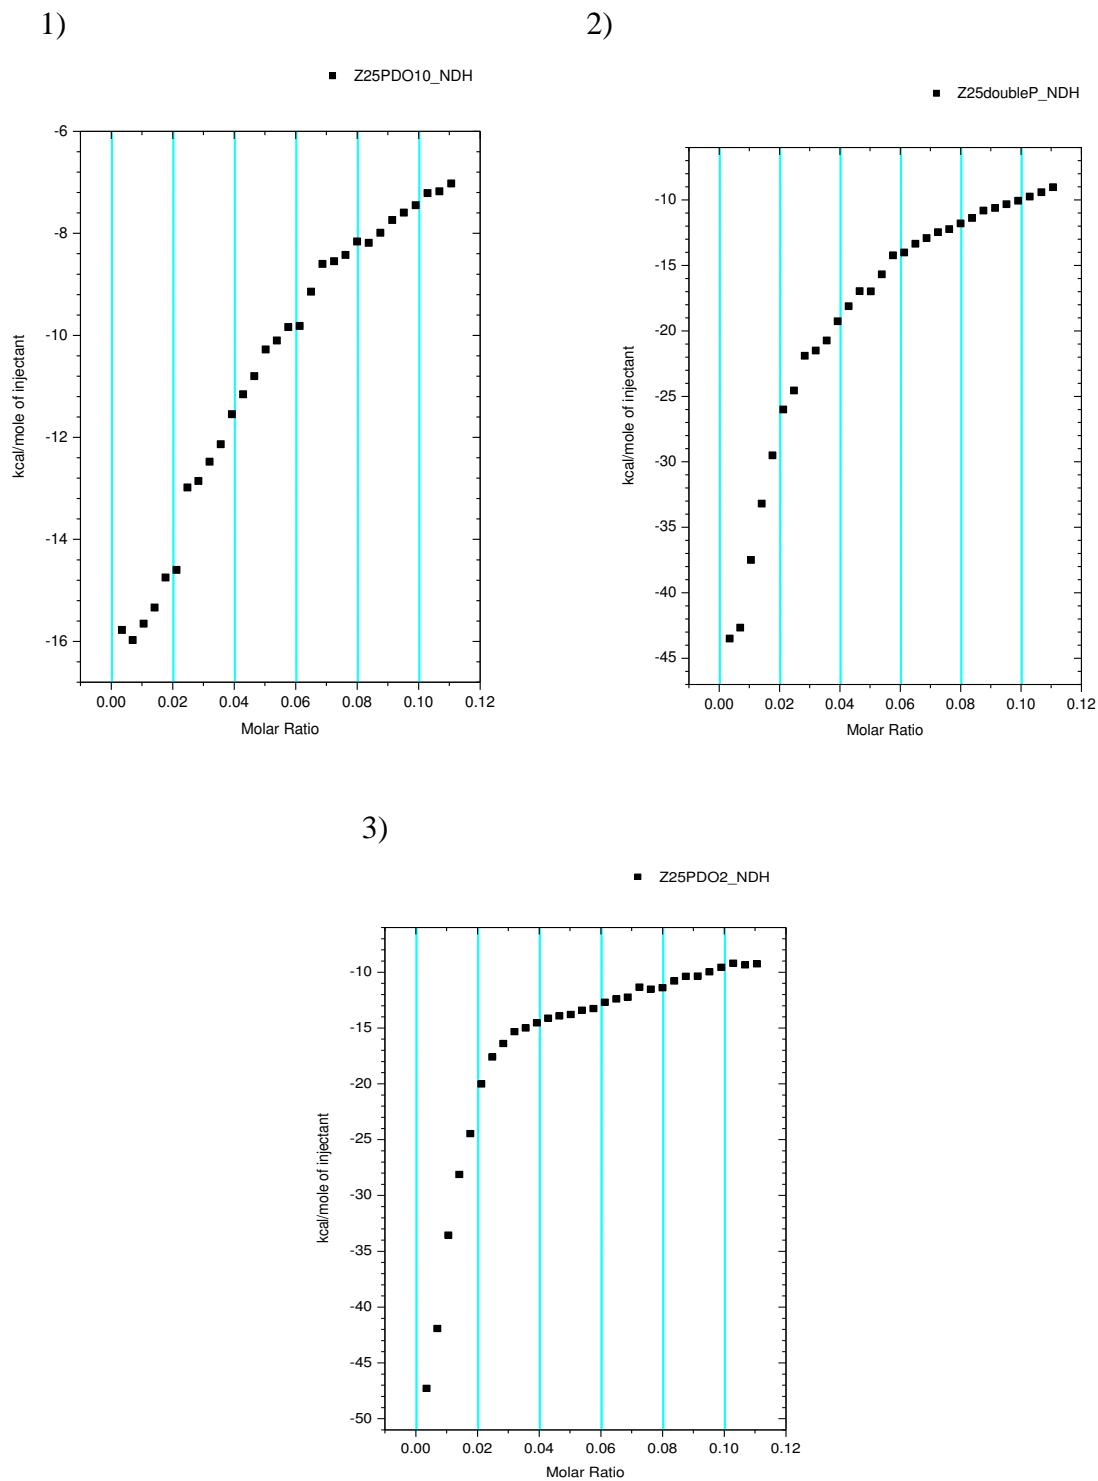 1)
2)
Z25PDO10_NDH
Z25doubleP_NDH
-6
-8
-10
-12
-14
-16
kcal/mole of injectant
0.00 0.02 0.04 0.06 0.08 0.10 0.12
Molar Ratio
-10
-15
-20
-25
-30
-35
-40
-45
kcal/mole of injectant
0.00 0.02 0.04 0.06 0.08 0.10 0.12
Molar Ratio
3)
Z25PDO2_NDH
-10
-15
-20
-25
-30
-35
-40
-45
-50
kcal/mole of injectant
0.00 0.02 0.04 0.06 0.08 0.10 0.12
Molar Ratio